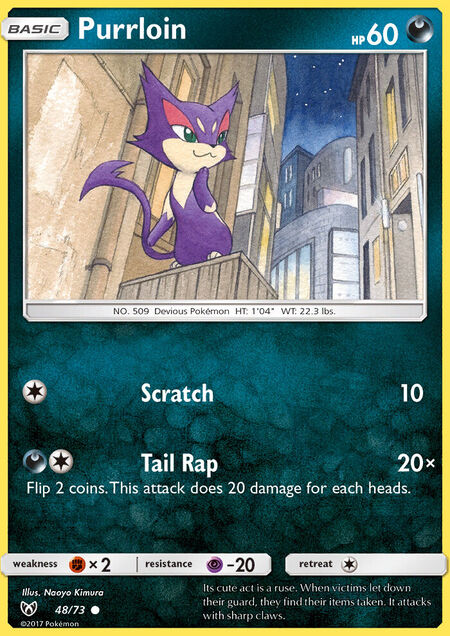 BASIC Purrloin HP60
NO. 509 Devious Pokémon HT: 1'04" WT: 22.3 lbs.
Scratch 10
Tail Rap 20×
Flip 2 coins. This attack does 20 damage for each heads.
weakness ×2 resistance -20 retreat
Illus. Naoyo Kimura
48/73
©2017 Pokémon
Its cute act is a ruse. When victims let down
their guard, they find their items taken. It attacks
with sharp claws.